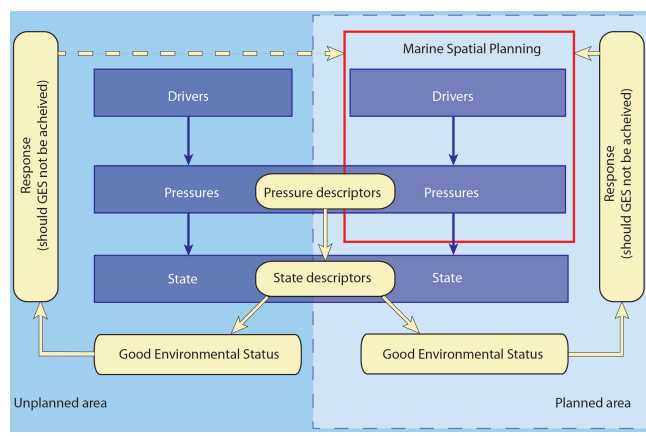 Marine Spatial Planning
Response
(should GES not be acheived)
Drivers
Drivers
Response
(should GES not be acheived)
Pressures
Pressure descriptors
Pressures
State
State descriptors
State
Good Environmental Status
Good Environmental Status
Unplanned area
Planned area